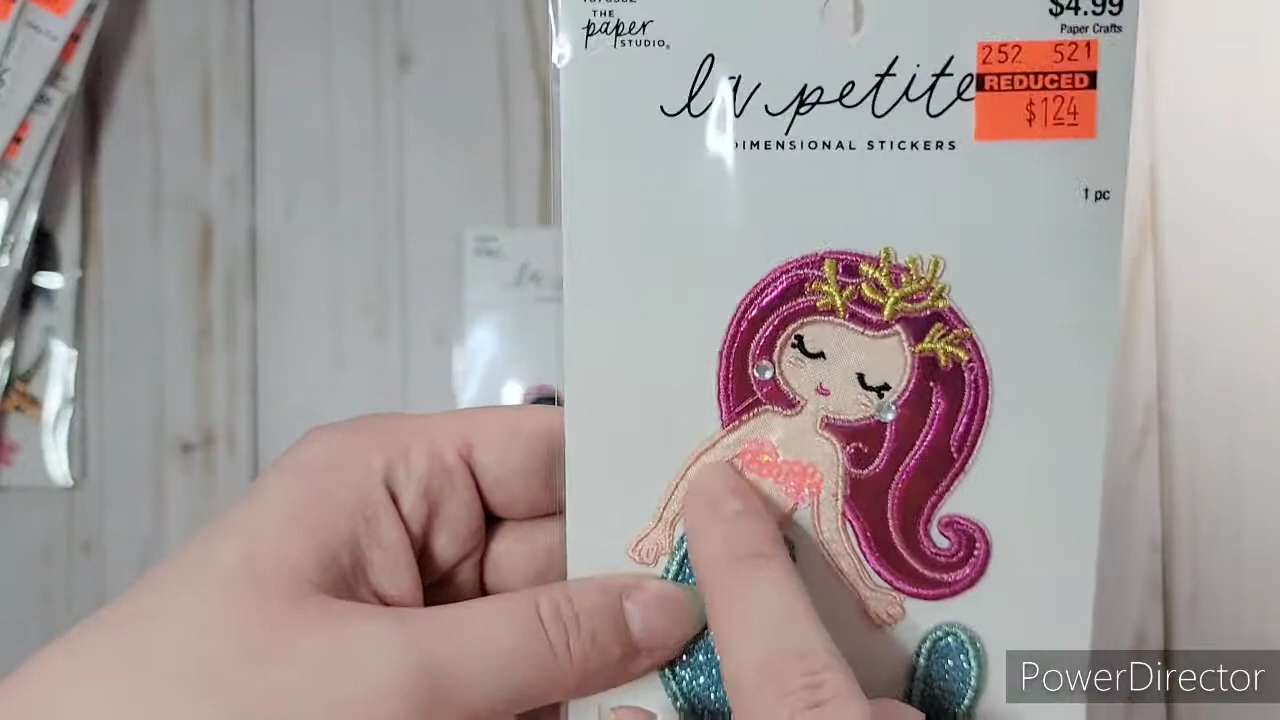 THE
paper
STUDIO
$4.99
Paper Crafts
la petite
DIMENSIONAL STICKERS
252 521
REDUCED
$1.24
1 pc
PowerDirector